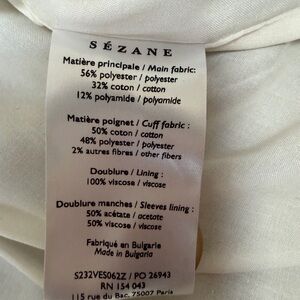 SÉZANE
Matière principale / Main fabric:
56% polyester / polyester
32% coton / cotton
12% polyamide / polyamide
Matière poignet / Cuff fabric :
50% coton / cotton
48% polyester / polyester
2% autres fibres / other fibers
Doublure / Lining :
100% viscose / viscose
Doublure manches / Sleeves lining :
50% acétate / acetate
50% viscose / viscose
Fabriqué en Bulgarie
Made in Bulgaria
S232VES062Z / PO 26943
RN 154 043
115 rue du Bac, 75007 Paris